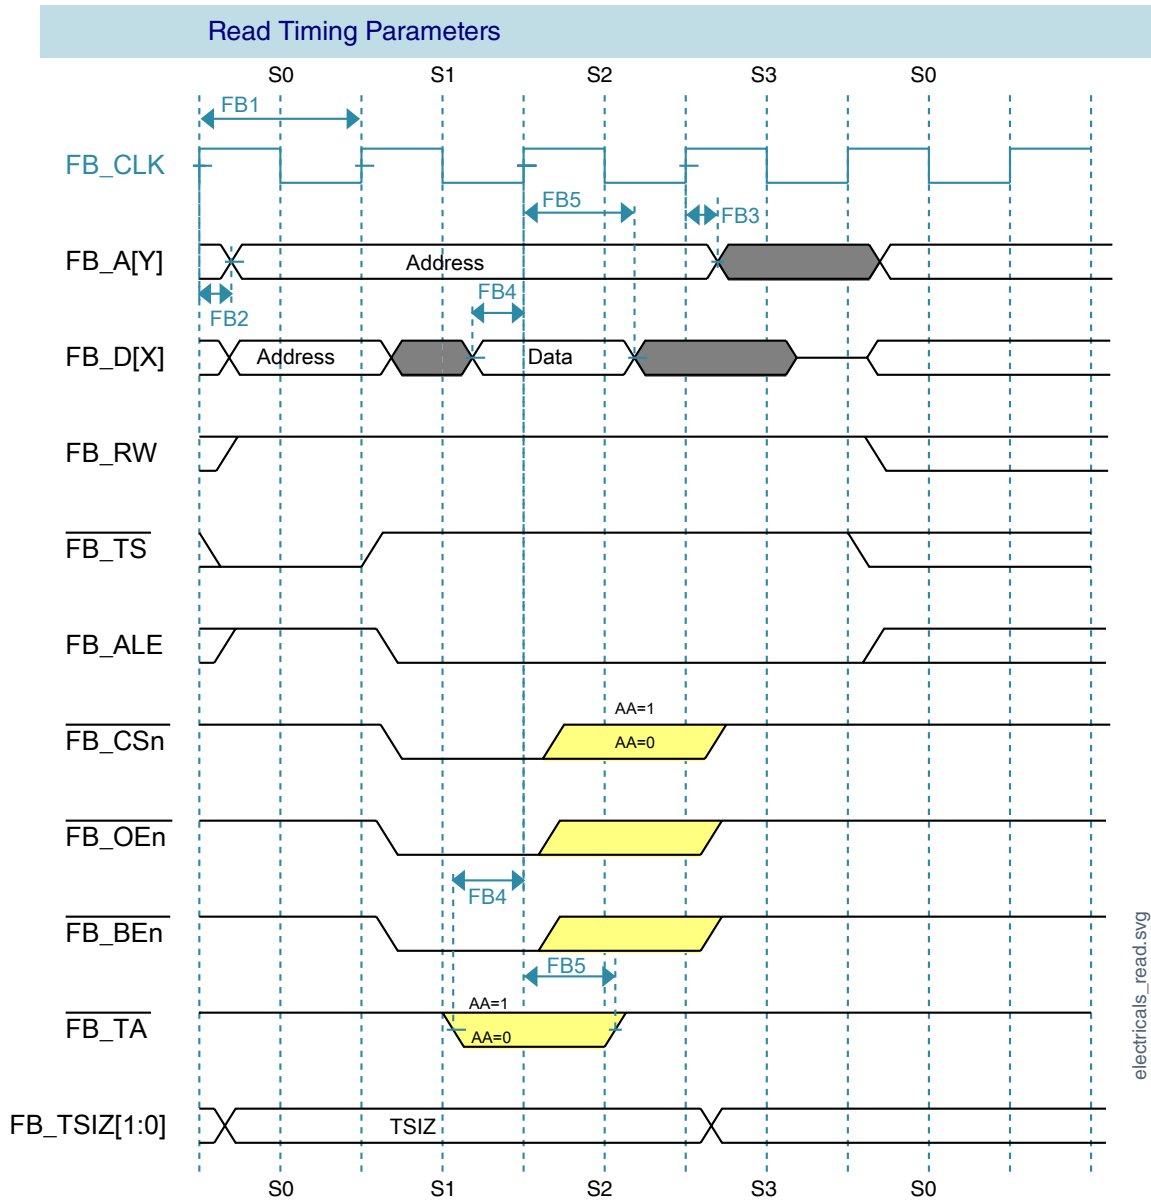 Read Timing Parameters
S0 S1 S2 S3 S0
FB1
FB_CLK
FB5
FB3
FB_A[Y]
Address
FB4
FB2
FB_D[X]
Address
Data
FB_RW
FB_TS
FB_ALE
AA=1
FB_CSn
AA=0
FB_OEn
FB4
FB_BEn
FB5
AA=1
FB_TA
AA=0
FB_TSIZ[1:0]
TSIZ
S0 S1 S2 S3 S0
electricals_read.svg